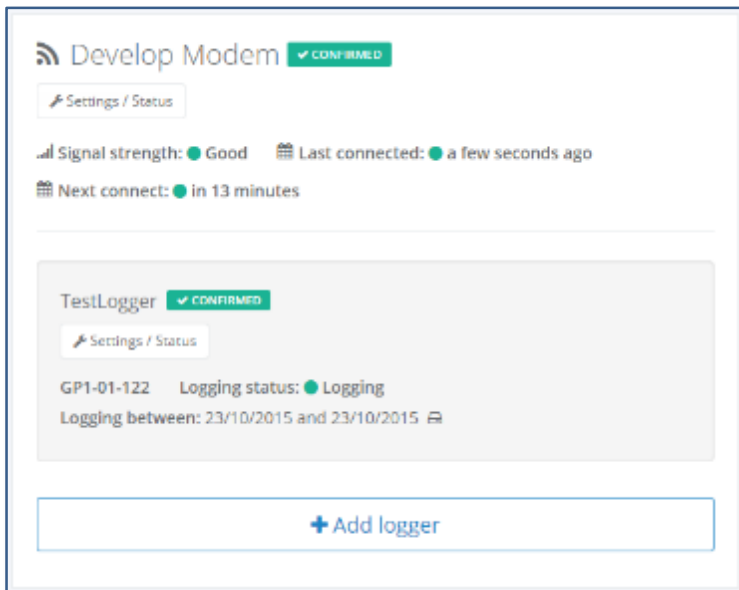 Develop Modem CONFIRMED
Settings / Status
Signal strength: Good Last connected: a few seconds ago
Next connect: in 13 minutes
TestLogger CONFIRMED
Settings / Status
GP1-01-122 Logging status: Logging
Logging between: 23/10/2015 and 23/10/2015
Add logger